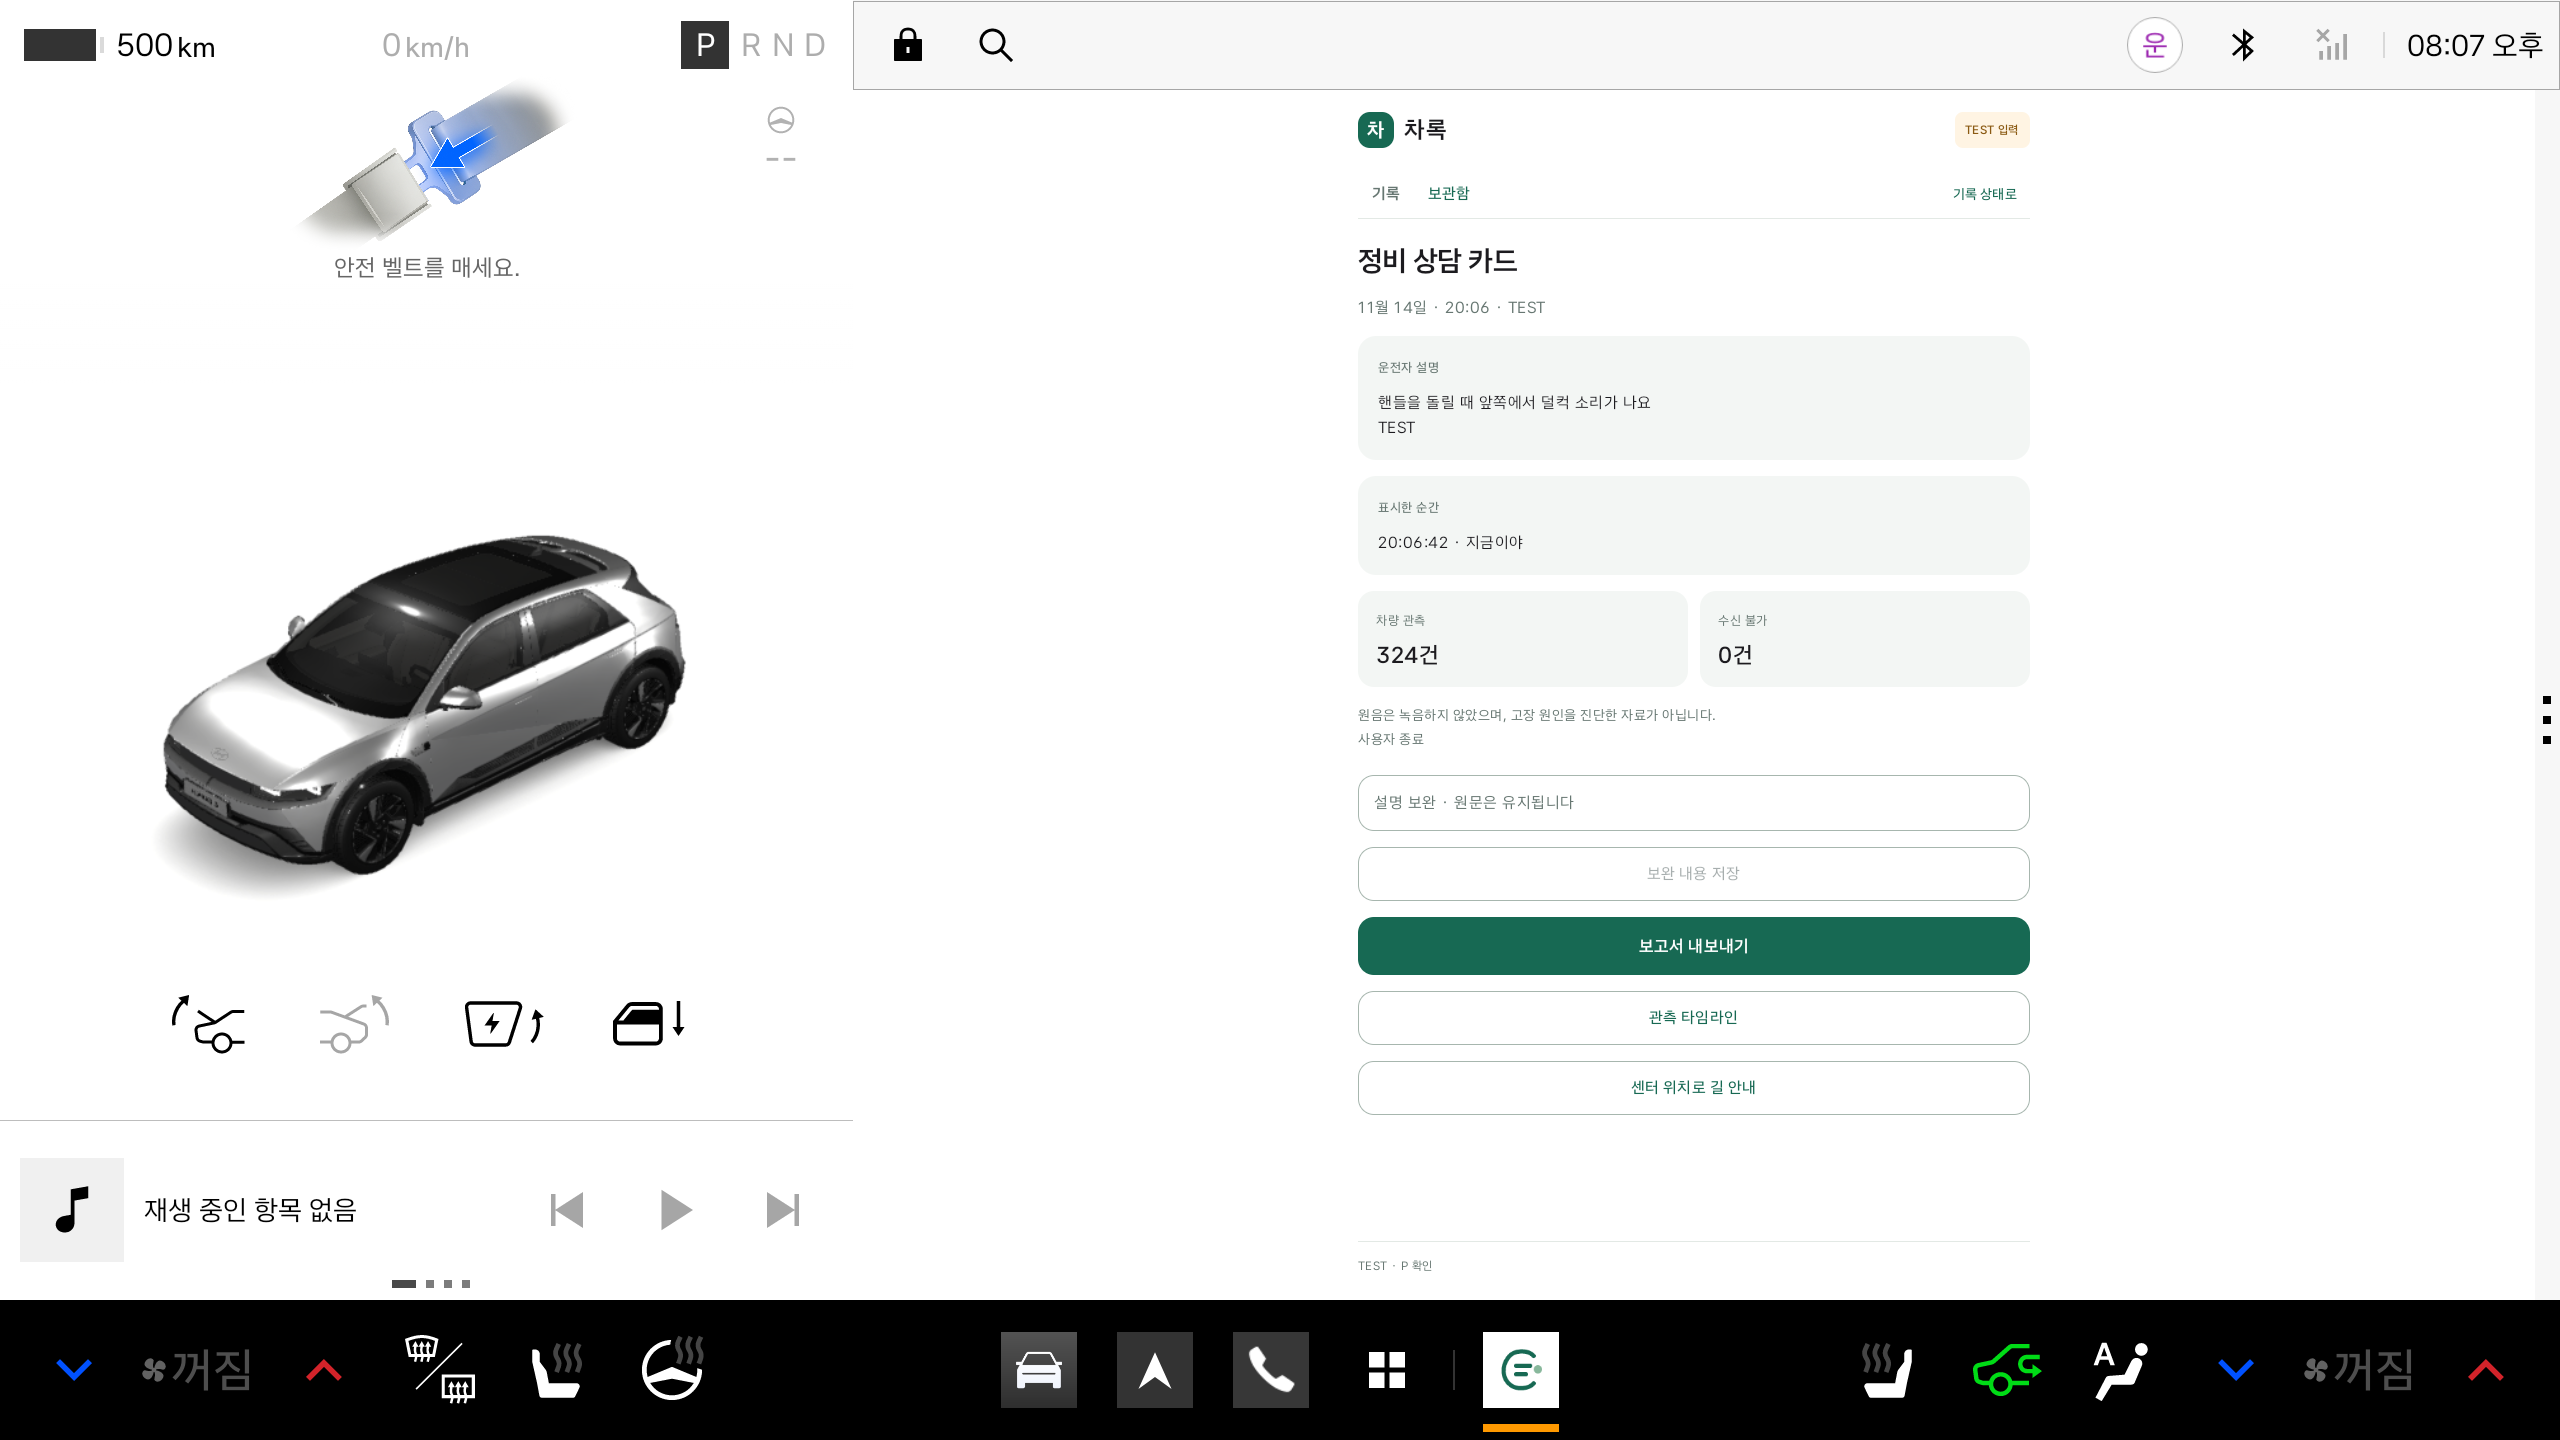 500 km
0 km/h
P R N D
운
08:07 오후
안전 벨트를 매세요.
차 차록
TEST 입력
기록 보관함 기록 상태로
정비 상담 카드
11월 14일 · 20:06 · TEST
운전자 설명
핸들을 돌릴 때 앞쪽에서 덜컥 소리가 나요
TEST
표시한 순간
20:06:42 · 지금이야
차량 관측
324건
수신 불가
0건
원음은 녹음하지 않았으며, 고장 원인을 진단한 자료가 아닙니다.
사용자 종료
설명 보완 · 원문은 유지됩니다
보완 내용 저장
보고서 내보내기
관측 타임라인
센터 위치로 길 안내
재생 중인 항목 없음
TEST · P 확인
꺼짐
A
꺼짐